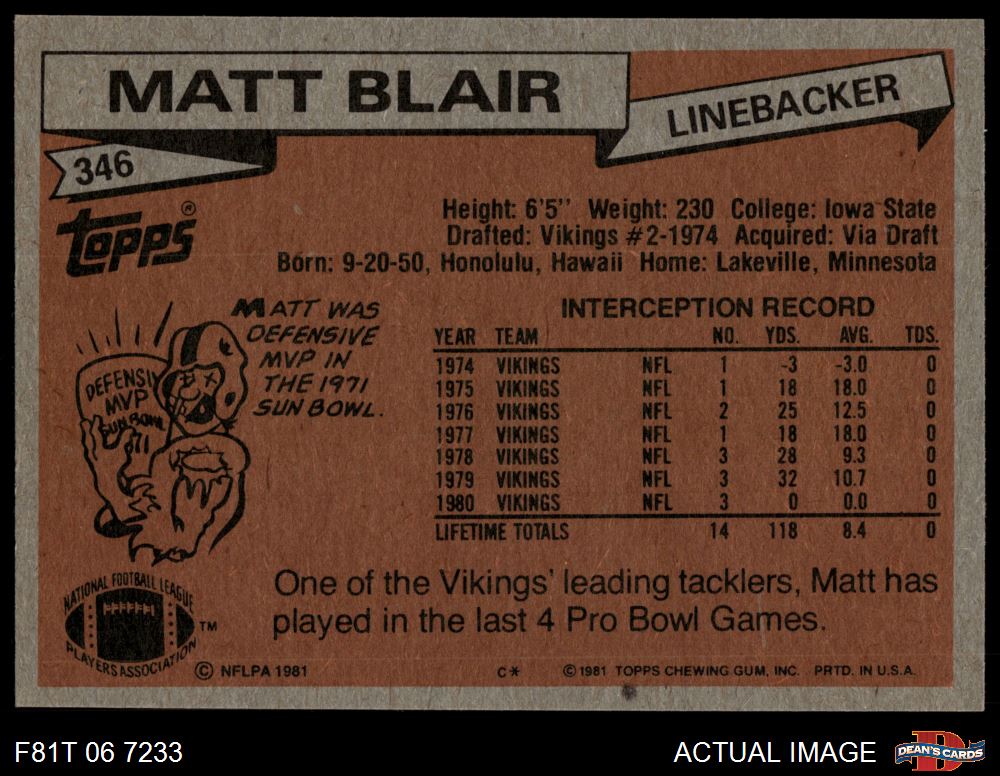 MATT BLAIR
LINEBACKER
346
TOPPS®
Height: 6'5'' Weight: 230 College: Iowa State
Drafted: Vikings #2-1974 Acquired: Via Draft
Born: 9-20-50, Honolulu, Hawaii Home: Lakeville, Minnesota
MATT WAS
DEFENSIVE
MVP IN
THE 1971
SUN BOWL.
DEFENSIV
MVP
SUN BOWL
'71
INTERCEPTION RECORD
YEAR TEAM NO. YDS. AVG. TDS.
1974 VIKINGS NFL 1 -3 -3.0 0
1975 VIKINGS NFL 1 18 18.0 0
1976 VIKINGS NFL 2 25 12.5 0
1977 VIKINGS NFL 1 18 18.0 0
1978 VIKINGS NFL 3 28 9.3 0
1979 VIKINGS NFL 3 32 10.7 0
1980 VIKINGS NFL 3 0 0.0 0
LIFETIME TOTALS 14 118 8.4 0
One of the Vikings' leading tacklers, Matt has
played in the last 4 Pro Bowl Games.
NATIONAL FOOTBALL LEAGUE
PLAYERS ASSOCIATION
TM
© NFLPA 1981 C* © 1981 TOPPS CHEWING GUM, INC. PRTD. IN U.S.A.
F81T 06 7233
ACTUAL IMAGE
D
DEAN'S CARDS